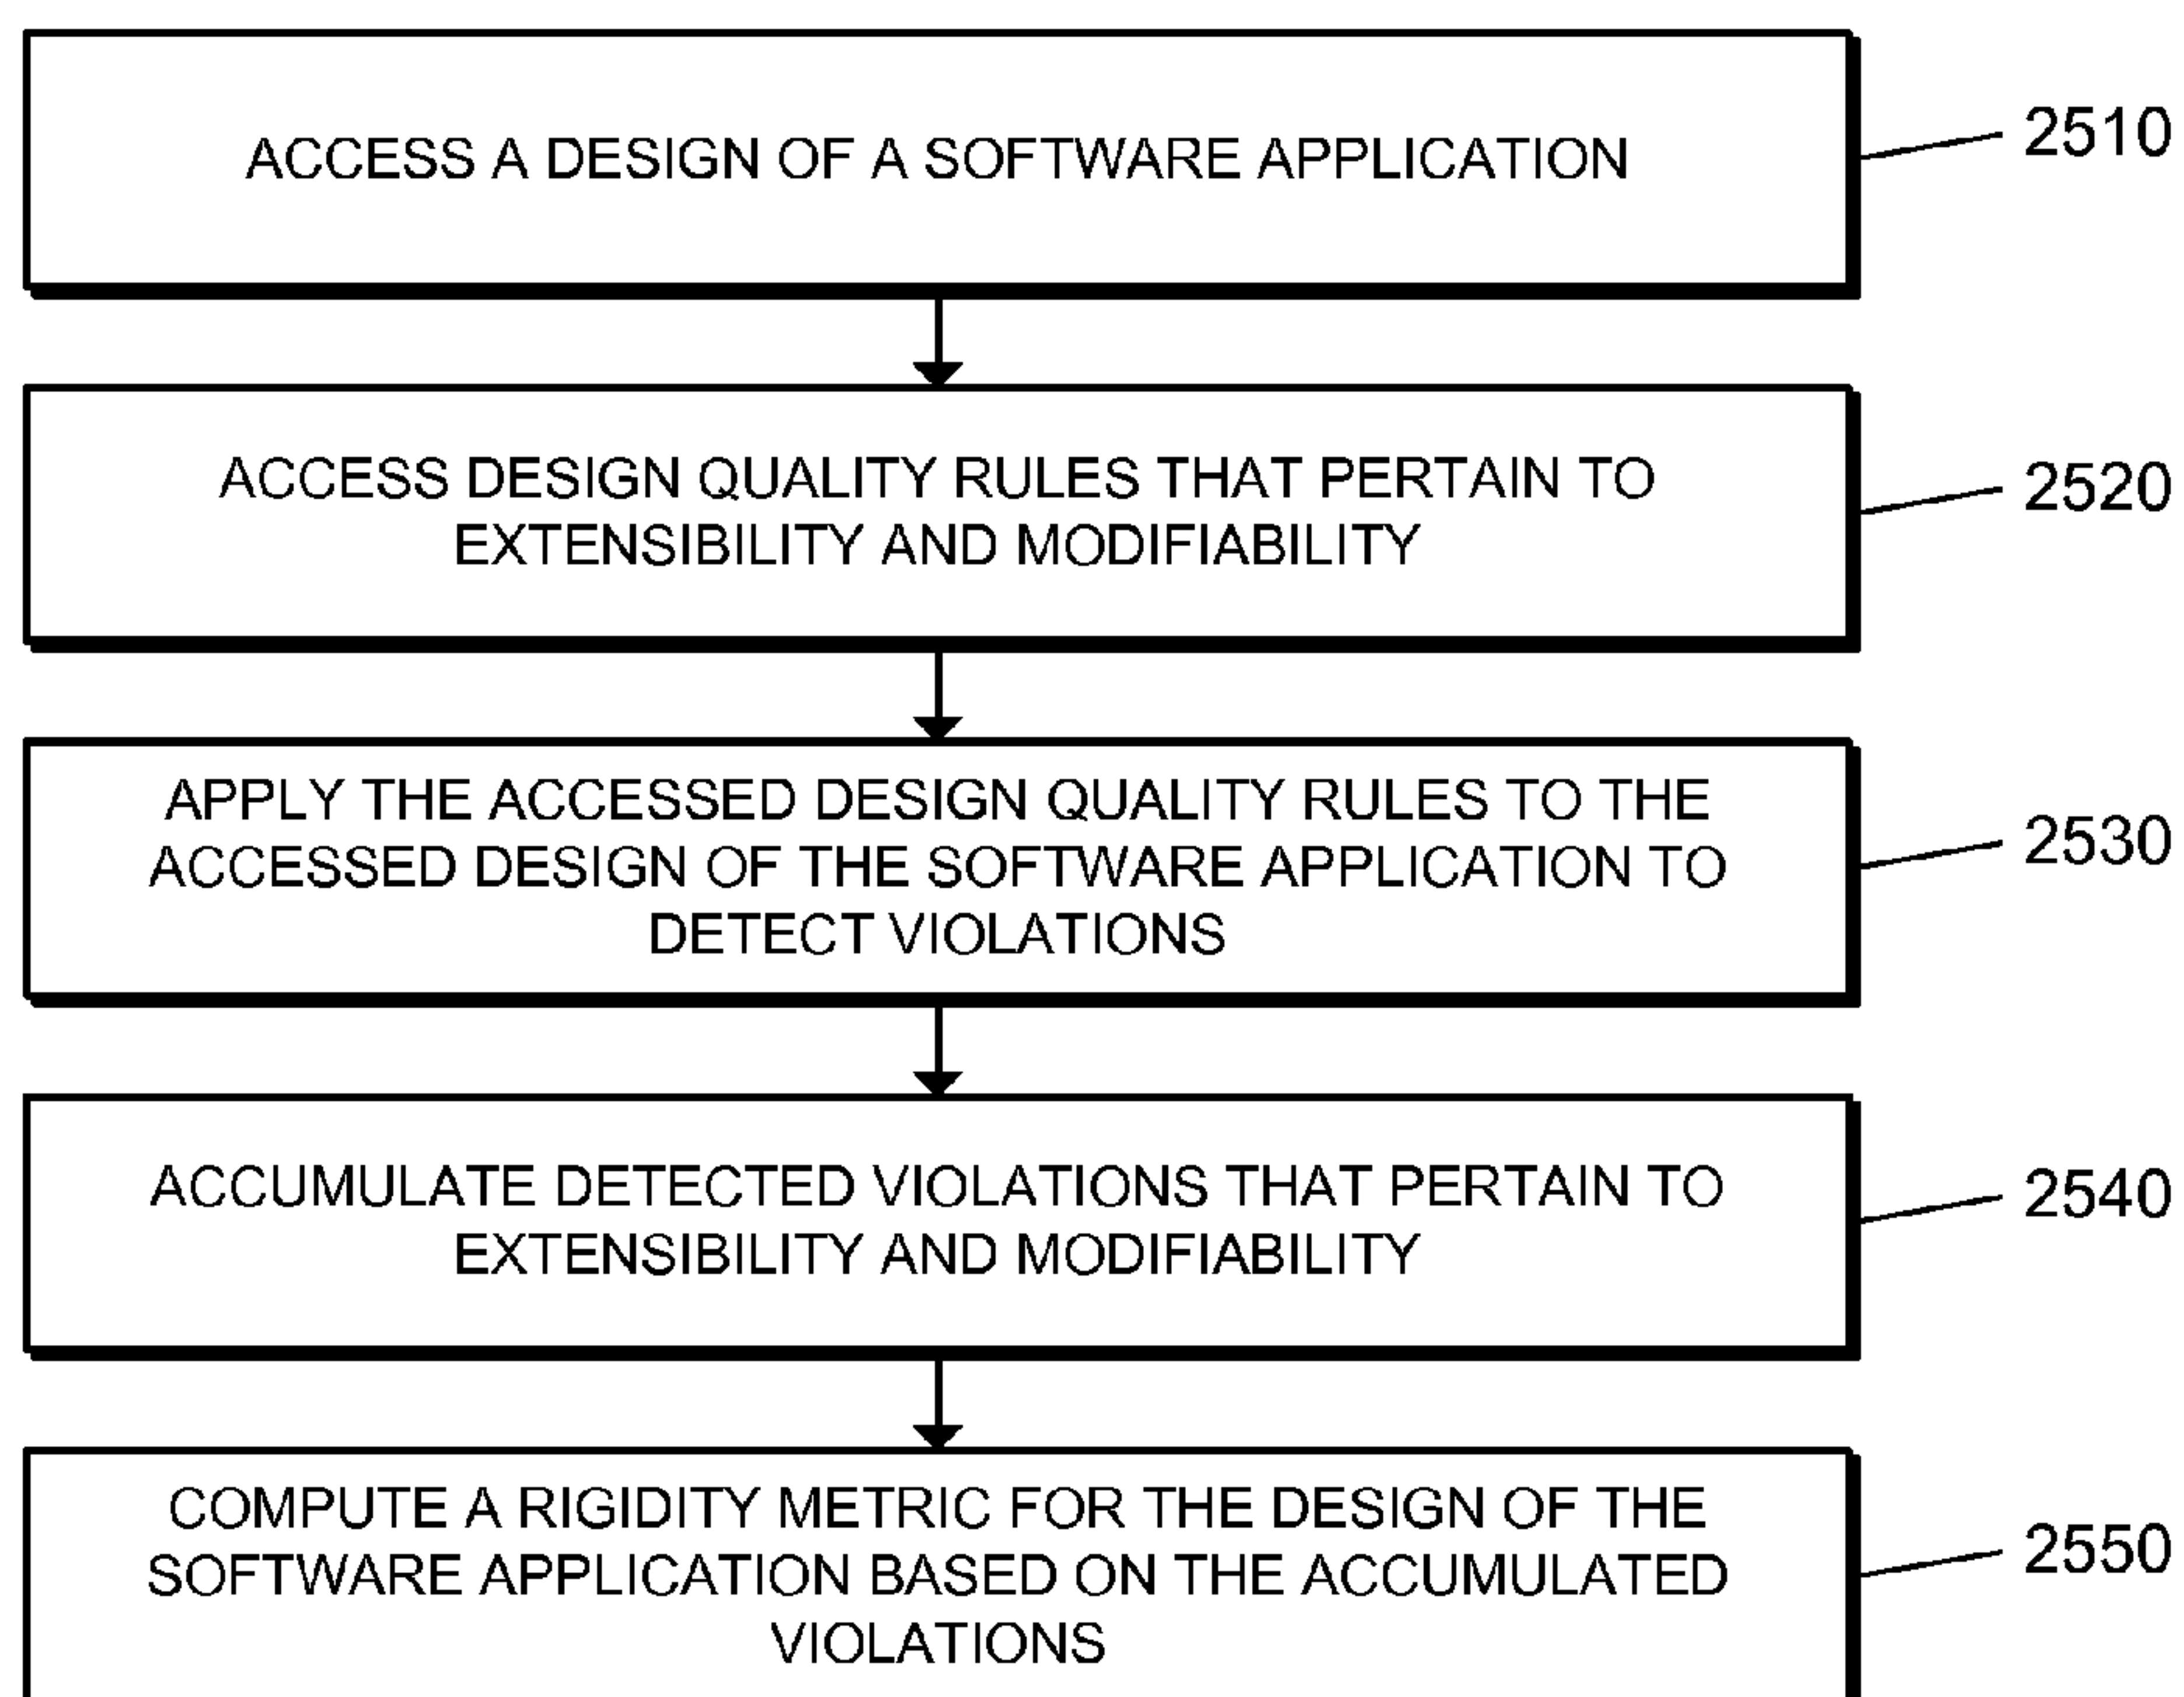 ACCESS A DESIGN OF A SOFTWARE APPLICATION
2510
ACCESS DESIGN QUALITY RULES THAT PERTAIN TO
EXTENSIBILITY AND MODIFIABILITY
2520
APPLY THE ACCESSED DESIGN QUALITY RULES TO THE
ACCESSED DESIGN OF THE SOFTWARE APPLICATION TO
DETECT VIOLATIONS
2530
ACCUMULATE DETECTED VIOLATIONS THAT PERTAIN TO
EXTENSIBILITY AND MODIFIABILITY
2540
COMPUTE A RIGIDITY METRIC FOR THE DESIGN OF THE
SOFTWARE APPLICATION BASED ON THE ACCUMULATED
VIOLATIONS
2550